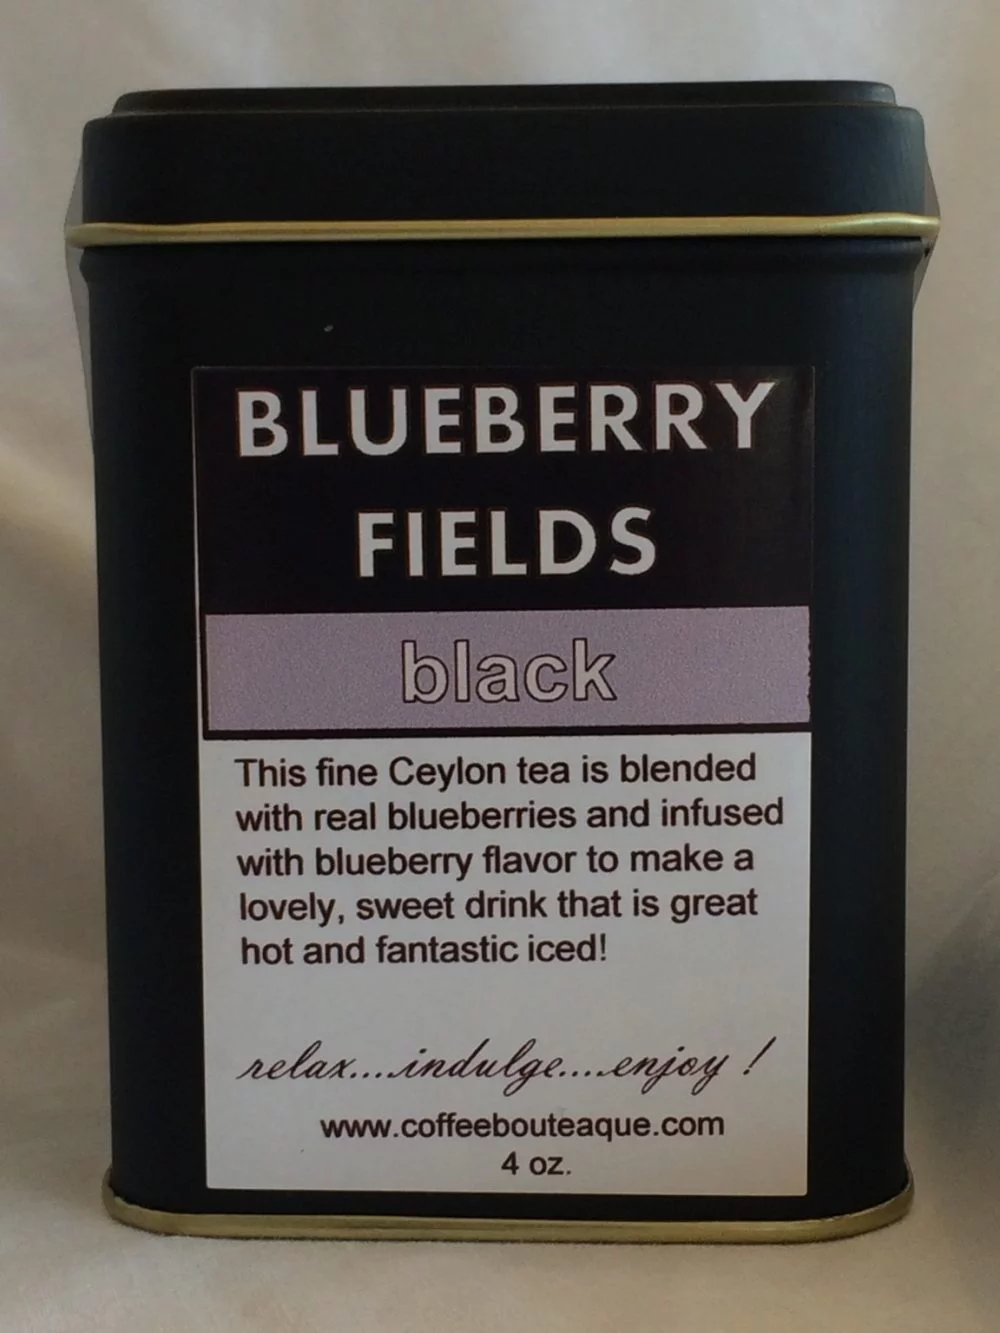 BLUEBERRY
FIELDS
black
This fine Ceylon tea is blended
with real blueberries and infused
with blueberry flavor to make a
lovely, sweet drink that is great
hot and fantastic iced!
relax....indulge....enjoy !
www.coffeebouteaque.com
4 oz.